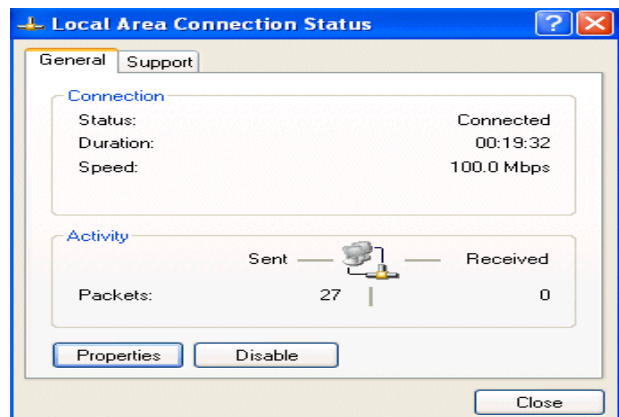 Local Area Connection Status
General Support
Connection
Status: Connected
Duration: 00:19:32
Speed: 100.0 Mbps
Activity
Sent Received
Packets: 27 0
Properties Disable
Close